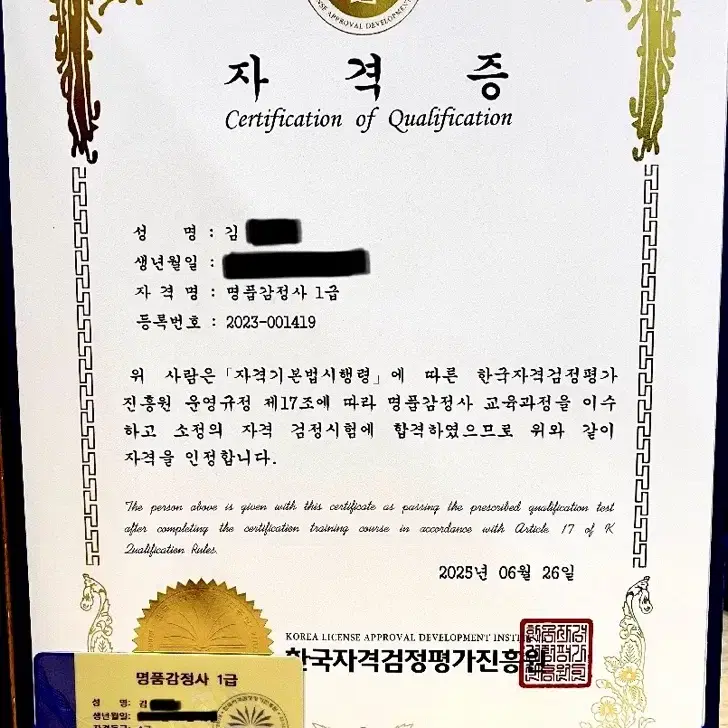 NSE APPROVAL DEVELOPMENT
자 격 증
Certification of Qualification
성 명 : 김
생년월일 :
자 격 명 : 명품감정사 1급
등록번호 : 2023-001419
위 사람은 「자격기본법시행령」에 따른 한국자격검정평가
진흥원 운영규정 제17조에 따라 명품감정사 교육과정을 이수
하고 소정의 자격 검정시험에 합격하였으므로 위와 같이
자격을 인정합니다.
The person above is given with this certificate as passing the prescribed qualification test
after completing the certification training course in accordance with Article 17 of K
Qualification Rules.
2025년 06월 26일
KOREA LICENSE APPROVAL DEVELOPMENT INSTI
한국자격검정평가진흥원
명품감정사 1급
성 명: 김
생년월일: